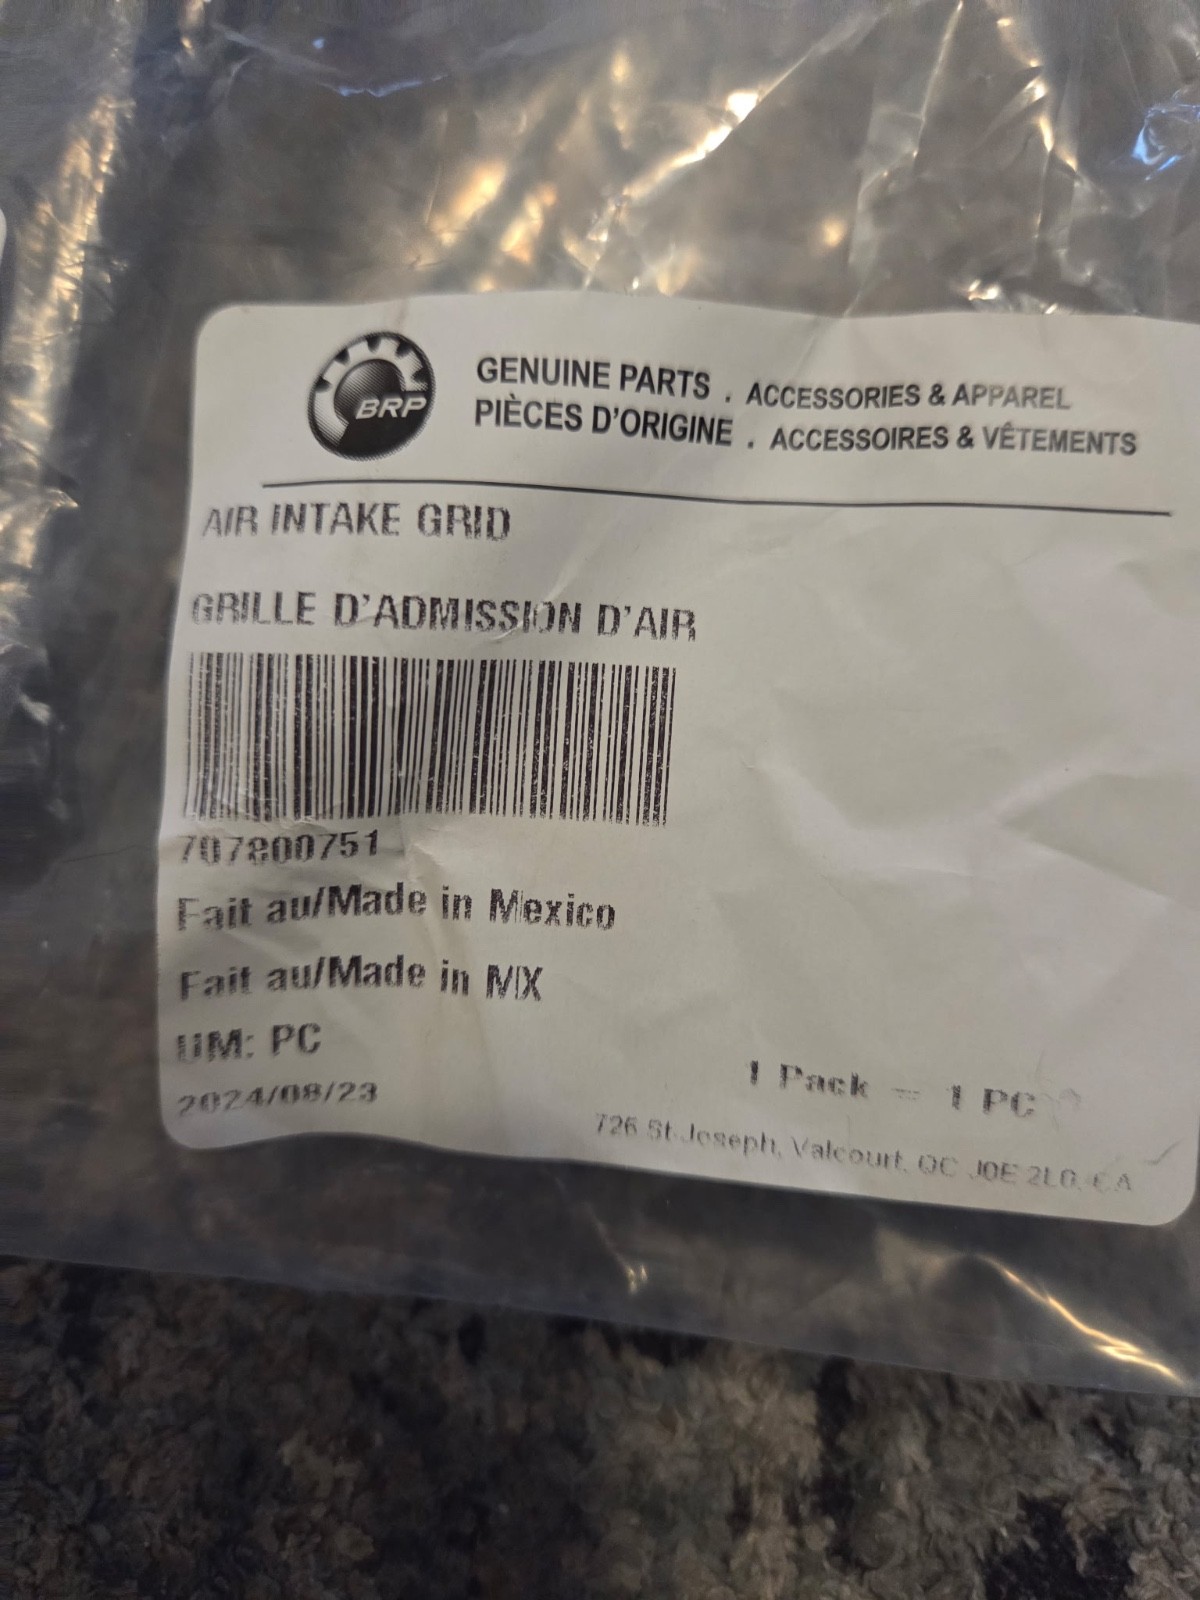 BRP
GENUINE PARTS . ACCESSORIES & APPAREL
PIÈCES D'ORIGINE . ACCESSOIRES & VÊTEMENTS
AIR INTAKE GRID
GRILLE D'ADMISSION D'AIR
707800751
Fait au/Made in Mexico
Fait au/Made in MX
UM: PC
2024/08/23
1 Pack = 1 PC
726 St-Joseph, Valcourt, QC J0E 2L0, CA